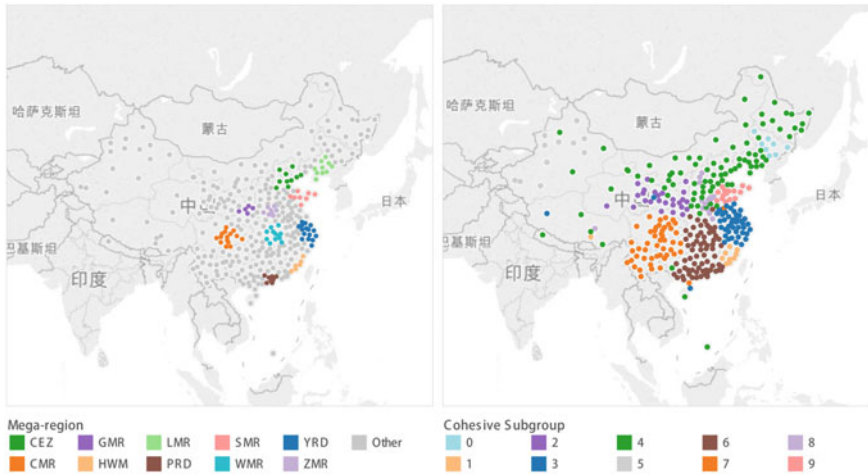 哈萨克斯坦
蒙古
中
日本
巴基斯坦
印度
哈萨克斯坦
蒙古
中
日本
巴基斯坦
印度
Mega-region
CEZ GMR LMR SMR YRD Other
CMR HWM PRD WMR ZMR
Cohesive Subgroup
0 2 4 6 8
1 3 5 7 9